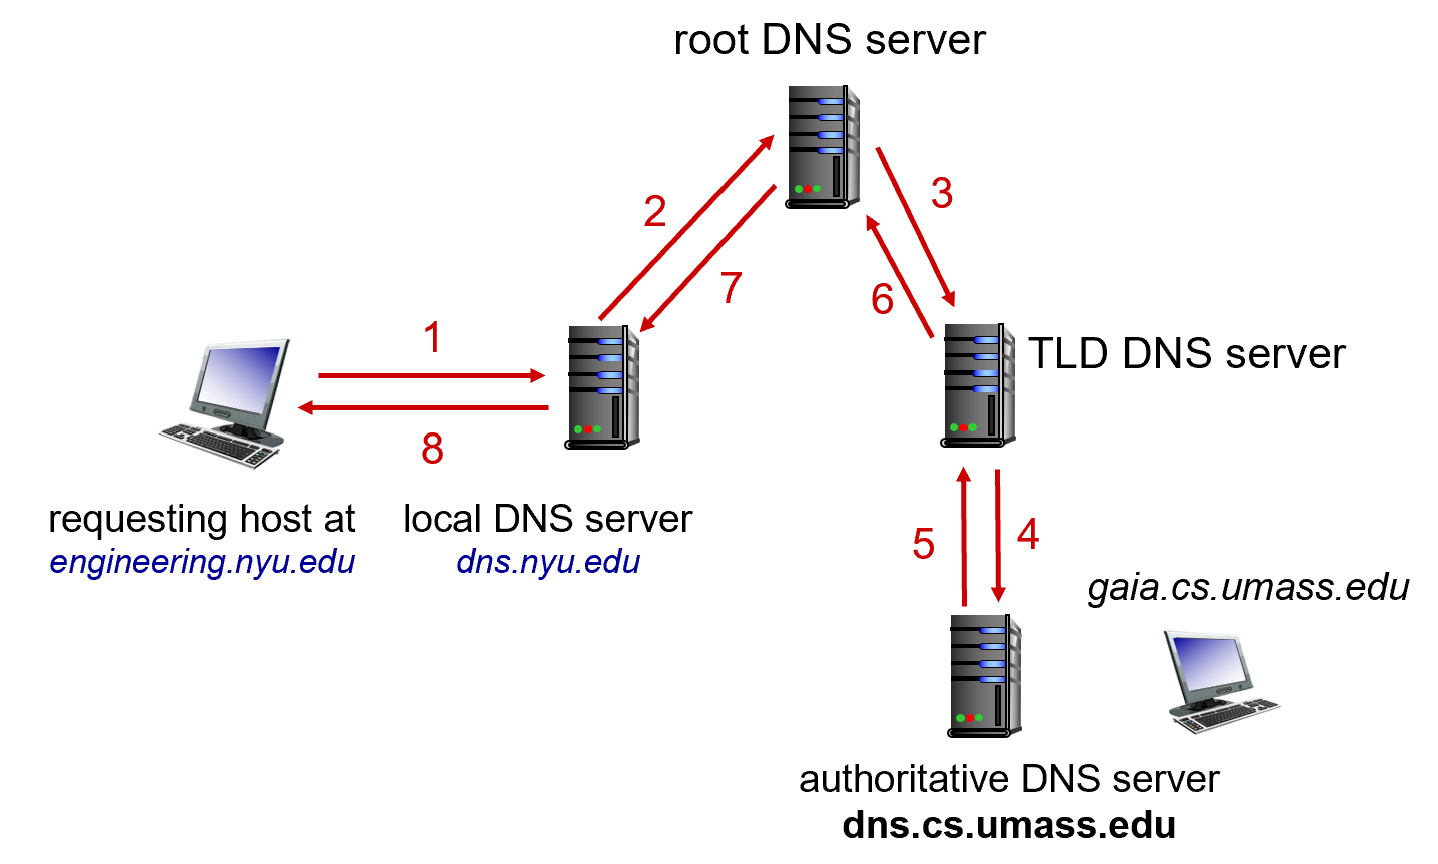 root DNS server
2
3
7
6
1
TLD DNS server
8
requesting host at
engineering.nyu.edu
local DNS server
dns.nyu.edu
5
4
gaia.cs.umass.edu
authoritative DNS server
dns.cs.umass.edu